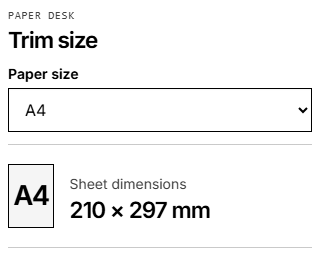 PAPER DESK
Trim size
Paper size
A4
A4
Sheet dimensions
210 × 297 mm